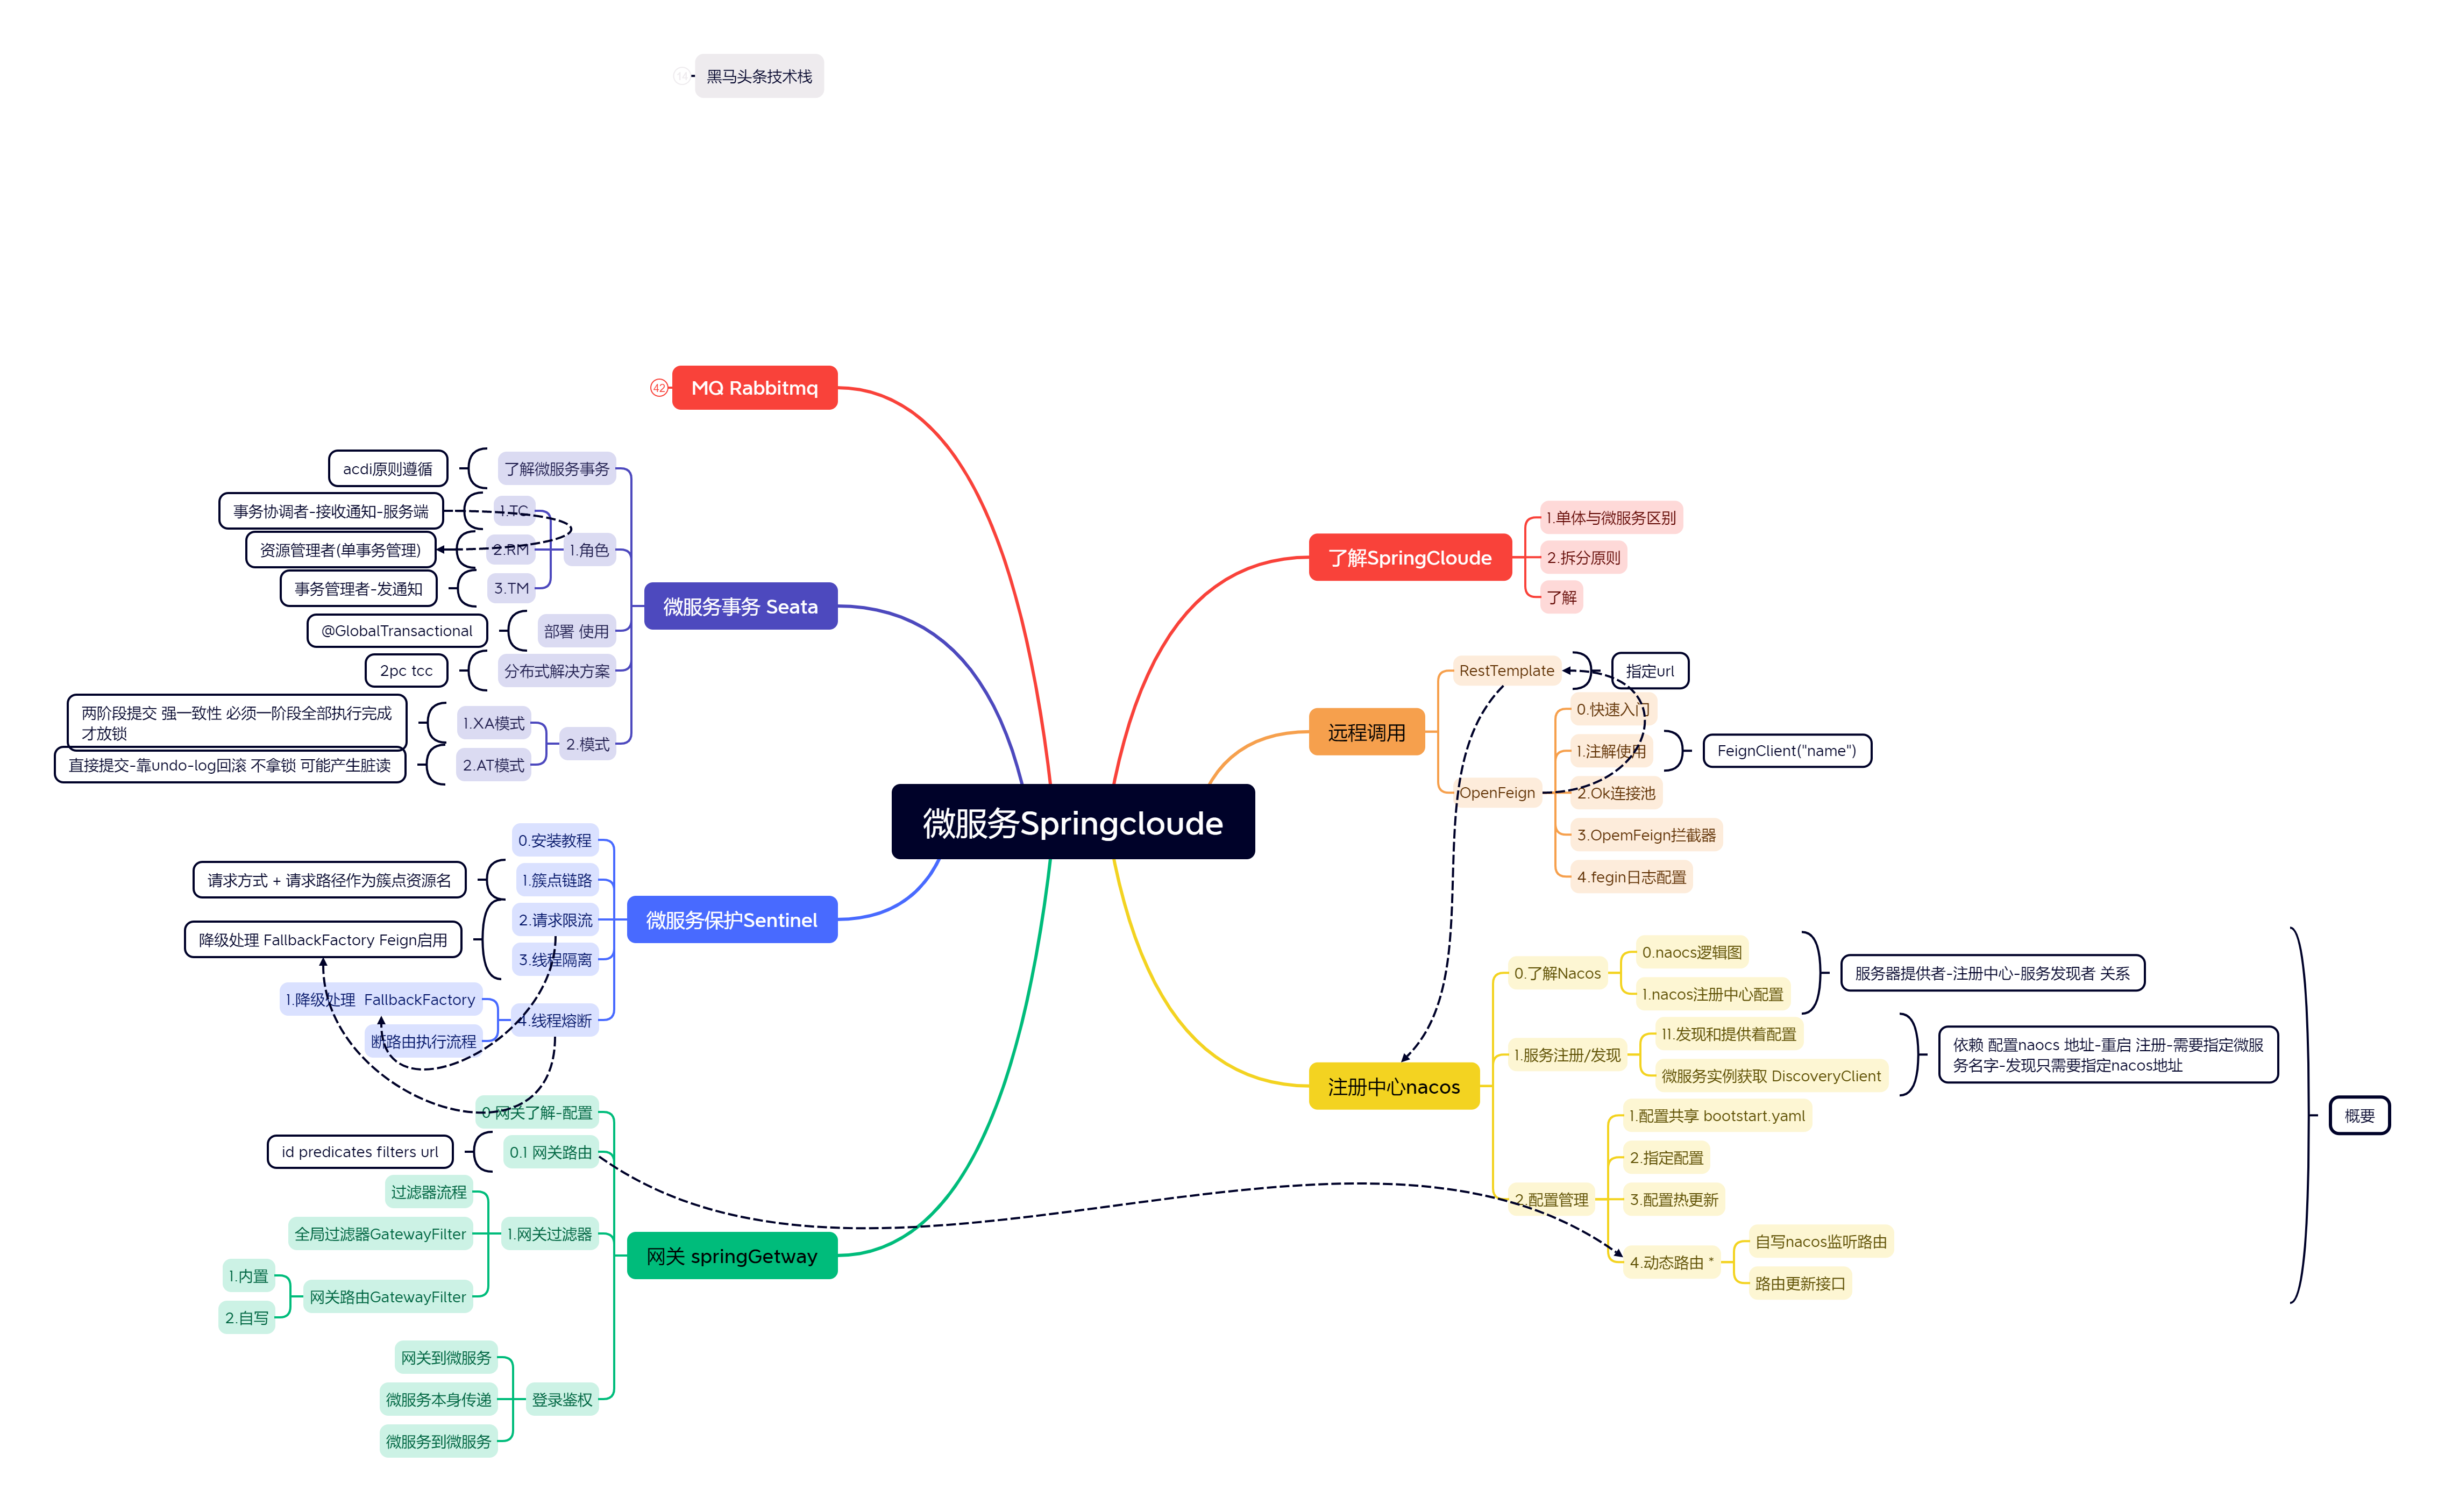 14
黑马头条技术栈
微服务Springcloude
了解SpringCloude
1.单体与微服务区别
2.拆分原则
了解
远程调用
RestTemplate
指定url
OpenFeign
0.快速入门
1.注解使用
FeignClient("name")
2.Ok连接池
3.OpemFeign拦截器
4.fegin日志配置
注册中心nacos
0.了解Nacos
0.naocs逻辑图
1.nacos注册中心配置
服务器提供者-注册中心-服务发现者 关系
1.服务注册/发现
11.发现和提供着配置
微服务实例获取 DiscoveryClient
依赖 配置naocs 地址-重启 注册-需要指定微服
务名字-发现只需要指定nacos地址
2.配置管理
1.配置共享 bootstart.yaml
2.指定配置
3.配置热更新
4.动态路由 *
自写nacos监听路由
路由更新接口
概要
MQ Rabbitmq
42
微服务事务 Seata
了解微服务事务
acdi原则遵循
1.角色
1.TC
事务协调者-接收通知-服务端
2.RM
资源管理者(单事务管理)
3.TM
事务管理者-发通知
部署 使用
@GlobalTransactional
分布式解决方案
2pc tcc
2.模式
1.XA模式
两阶段提交 强一致性 必须一阶段全部执行完成
才放锁
2.AT模式
直接提交-靠undo-log回滚 不拿锁 可能产生脏读
微服务保护Sentinel
0.安装教程
1.簇点链路
请求方式 + 请求路径作为簇点资源名
2.请求限流
3.线程隔离
降级处理 FallbackFactory Feign启用
4.线程熔断
1.降级处理 FallbackFactory
断路由执行流程
网关 springGetway
0 网关了解-配置
0.1 网关路由
id predicates filters url
1.网关过滤器
过滤器流程
全局过滤器GatewayFilter
网关路由GatewayFilter
1.内置
2.自写
登录鉴权
网关到微服务
微服务本身传递
微服务到微服务